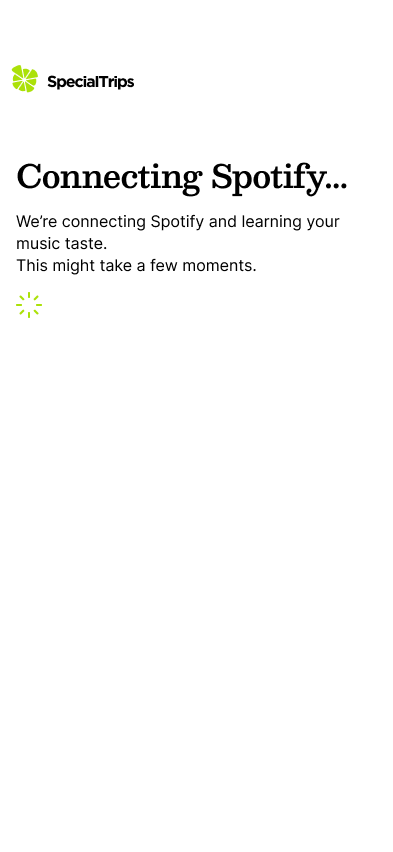 SpecialTrips
Connecting Spotify...
We’re connecting Spotify and learning your
music taste.
This might take a few moments.